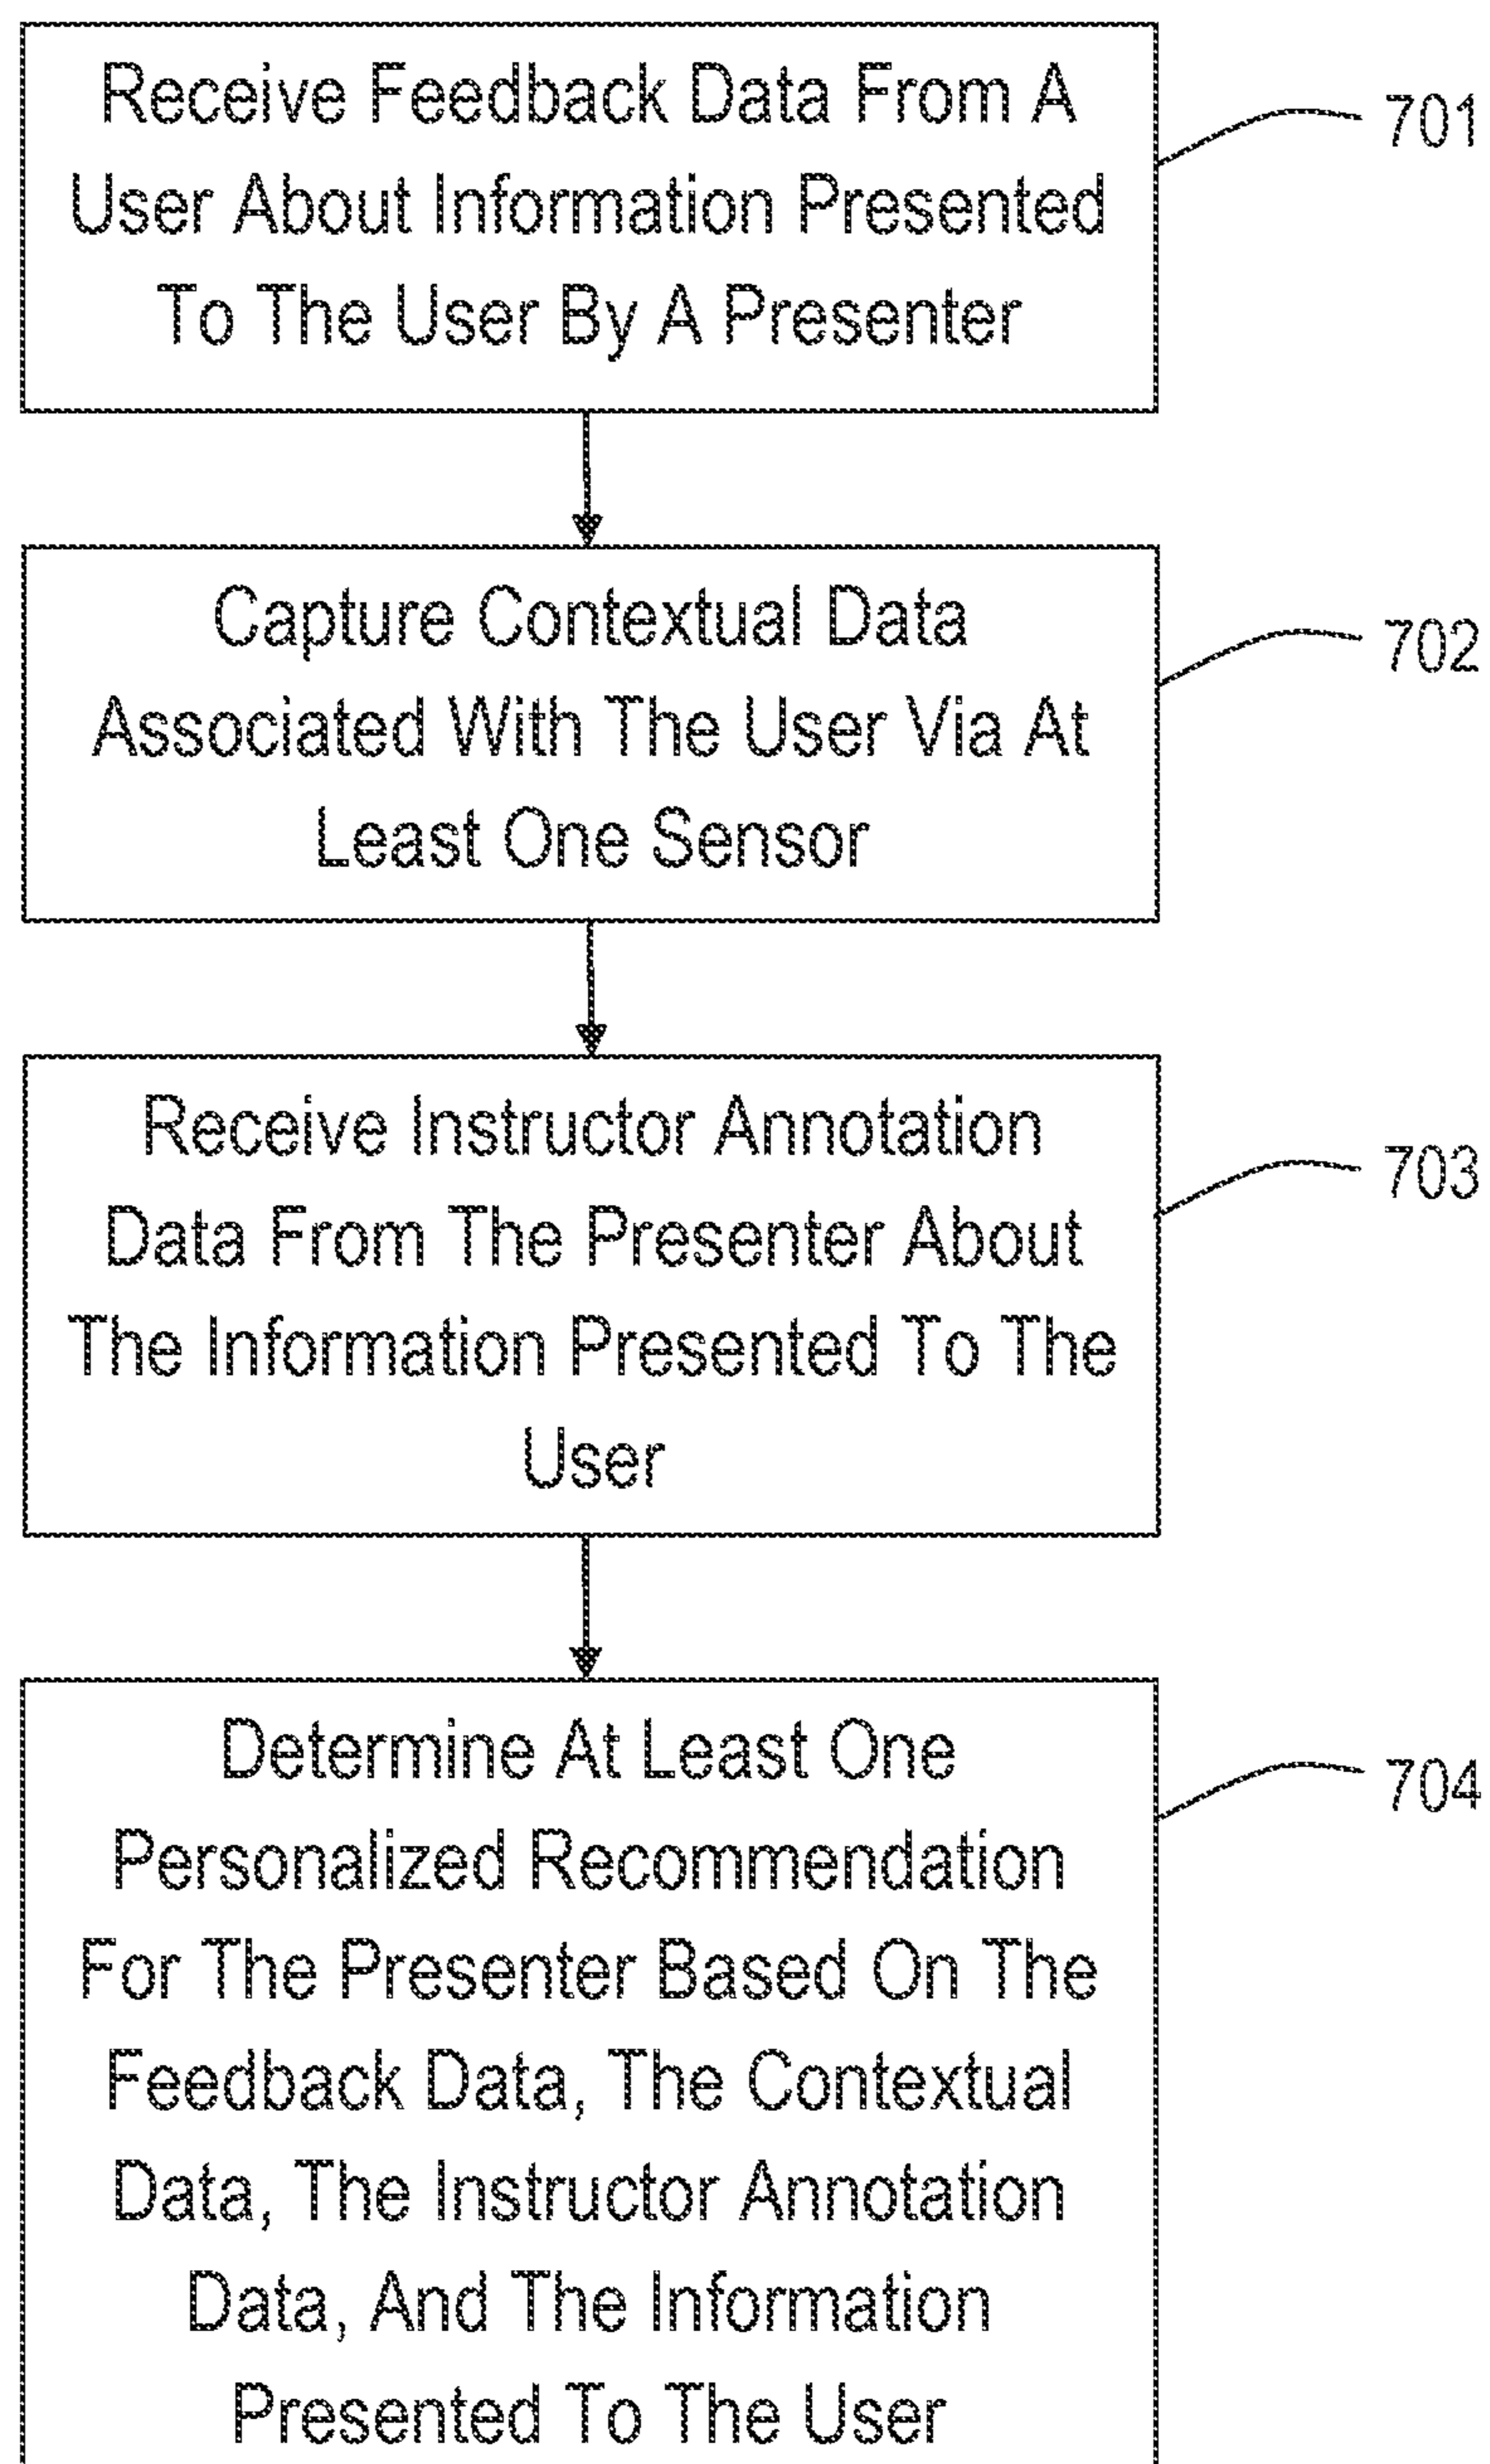 Receive Feedback Data From A
User About Information Presented
To The User By A Presenter
701
Capture Contextual Data
Associated With The User Via At
Least One Sensor
702
Receive Instructor Annotation
Data From The Presenter About
The Information Presented To The
User
703
Determine At Least One
Personalized Recommendation
For The Presenter Based On The
Feedback Data, The Contextual
Data, The Instructor Annotation
Data, And The Information
Presented To The User
704